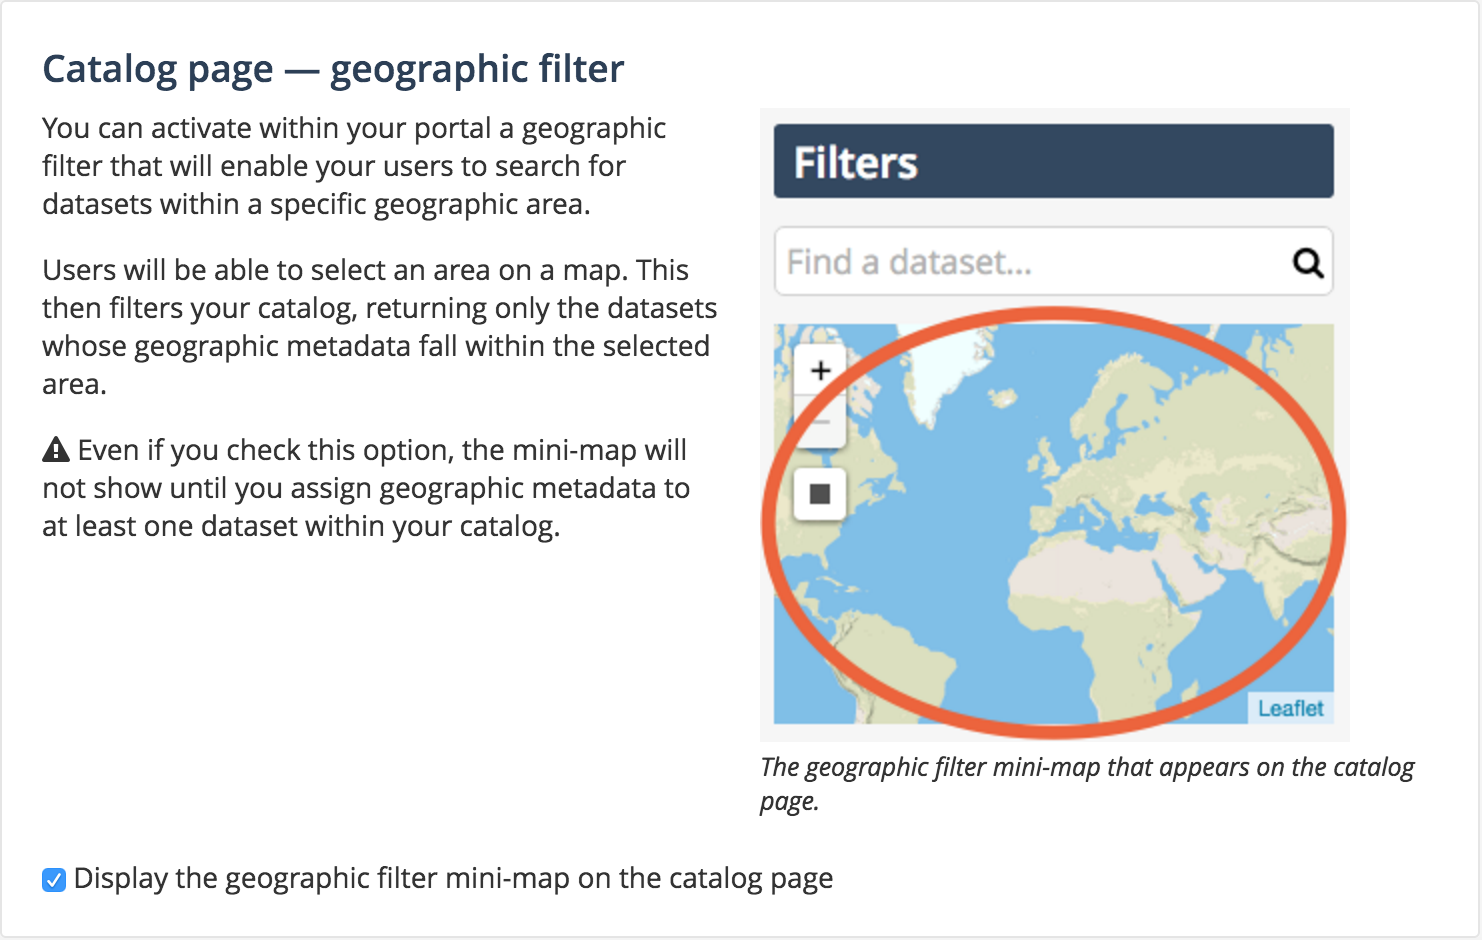 Catalog page — geographic filter
You can activate within your portal a geographic
filter that will enable your users to search for
datasets within a specific geographic area.
Users will be able to select an area on a map. This
then filters your catalog, returning only the datasets
whose geographic metadata fall within the selected
area.
Even if you check this option, the mini-map will
not show until you assign geographic metadata to
at least one dataset within your catalog.
Filters
Find a dataset...
+
−
Leaflet
The geographic filter mini-map that appears on the catalog
page.
Display the geographic filter mini-map on the catalog page